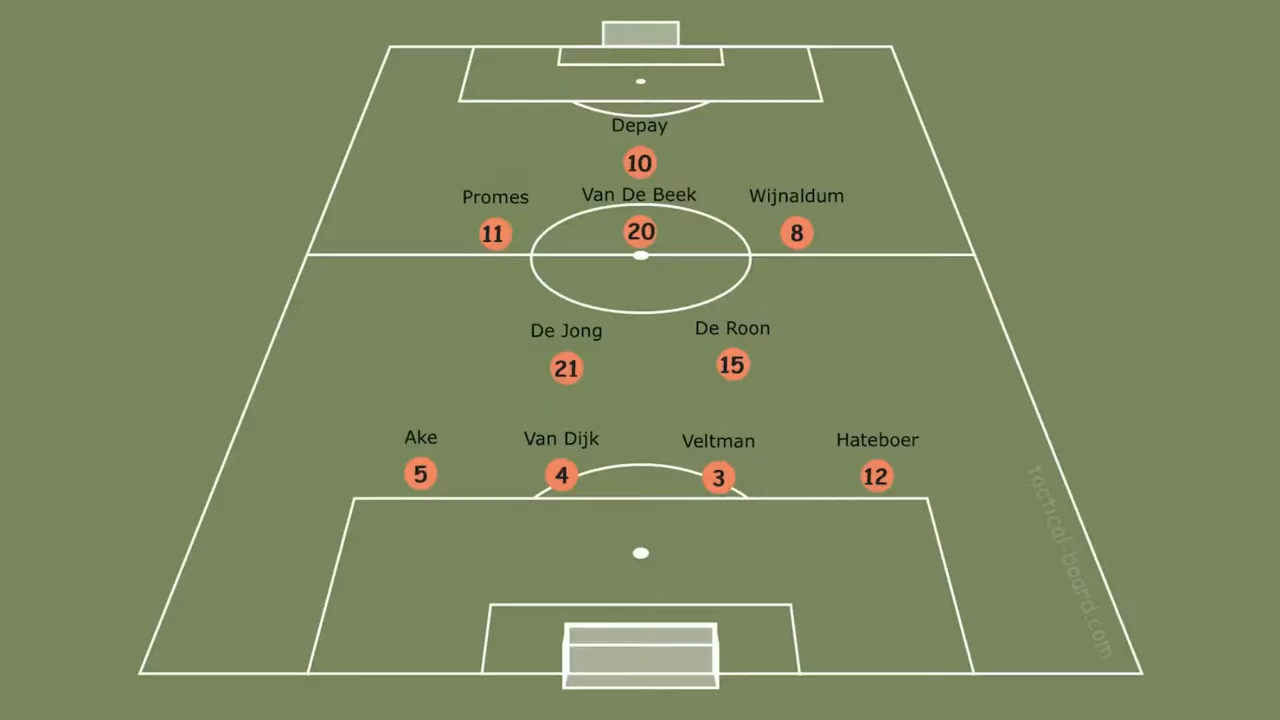 Depay
10
Promes
Van De Beek
Wijnaldum
11
20
8
De Jong
De Roon
21
15
Ake
Van Dijk
Veltman
Hateboer
5
4
3
12
tactical-board.com